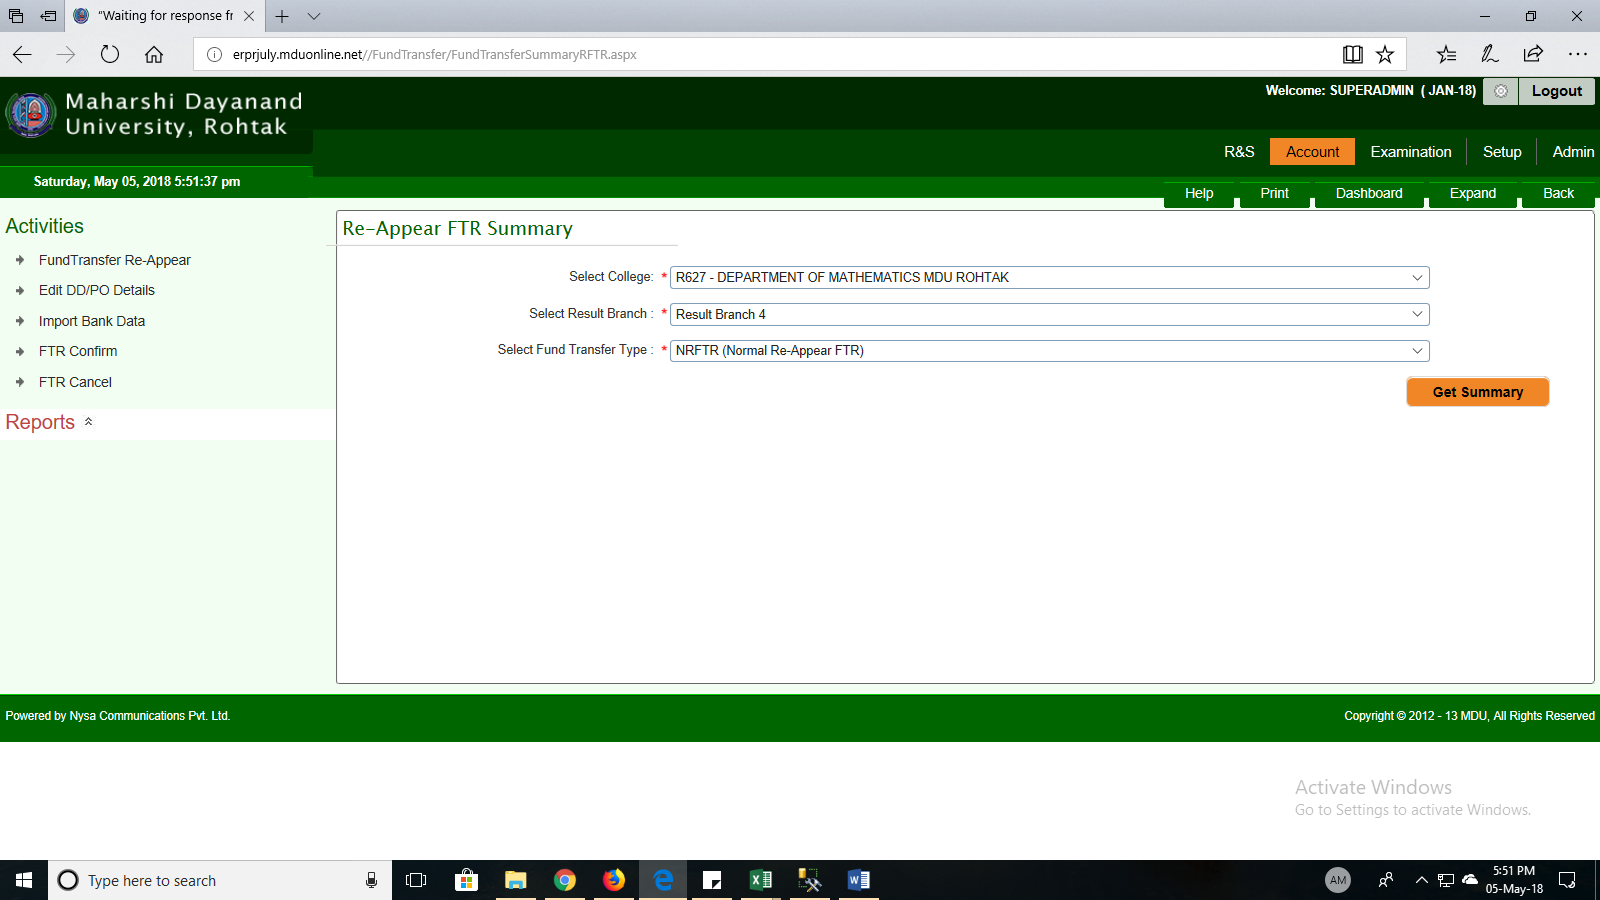 "Waiting for response fr
erprjuly.mduonline.net//FundTransfer/FundTransferSummaryRFTR.aspx
Maharshi Dayanand
University, Rohtak
Welcome: SUPERADMIN ( JAN-18)
Logout
R&S Account Examination Setup Admin
Saturday, May 05, 2018 5:51:37 pm
Help Print Dashboard Expand Back
Activities
FundTransfer Re-Appear
Edit DD/PO Details
Import Bank Data
FTR Confirm
FTR Cancel
Reports
Re-Appear FTR Summary
Select College: * R627 - DEPARTMENT OF MATHEMATICS MDU ROHTAK
Select Result Branch : * Result Branch 4
Select Fund Transfer Type : * NRFTR (Normal Re-Appear FTR)
Get Summary
Powered by Nysa Communications Pvt. Ltd.
Copyright © 2012 - 13 MDU, All Rights Reserved
Activate Windows
Go to Settings to activate Windows.
Type here to search
AM
5:51 PM
05-May-18